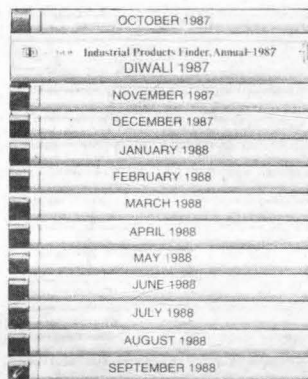 OCTOBER 1987
Industrial Products Finder, Annual-1987
DIWALI 1987
NOVEMBER 1987
DECEMBER 1987
JANUARY 1988
FEBRUARY 1988
MARCH 1988
APRIL 1988
MAY 1988
JUNE 1988
JULY 1988
AUGUST 1988
SEPTEMBER 1988